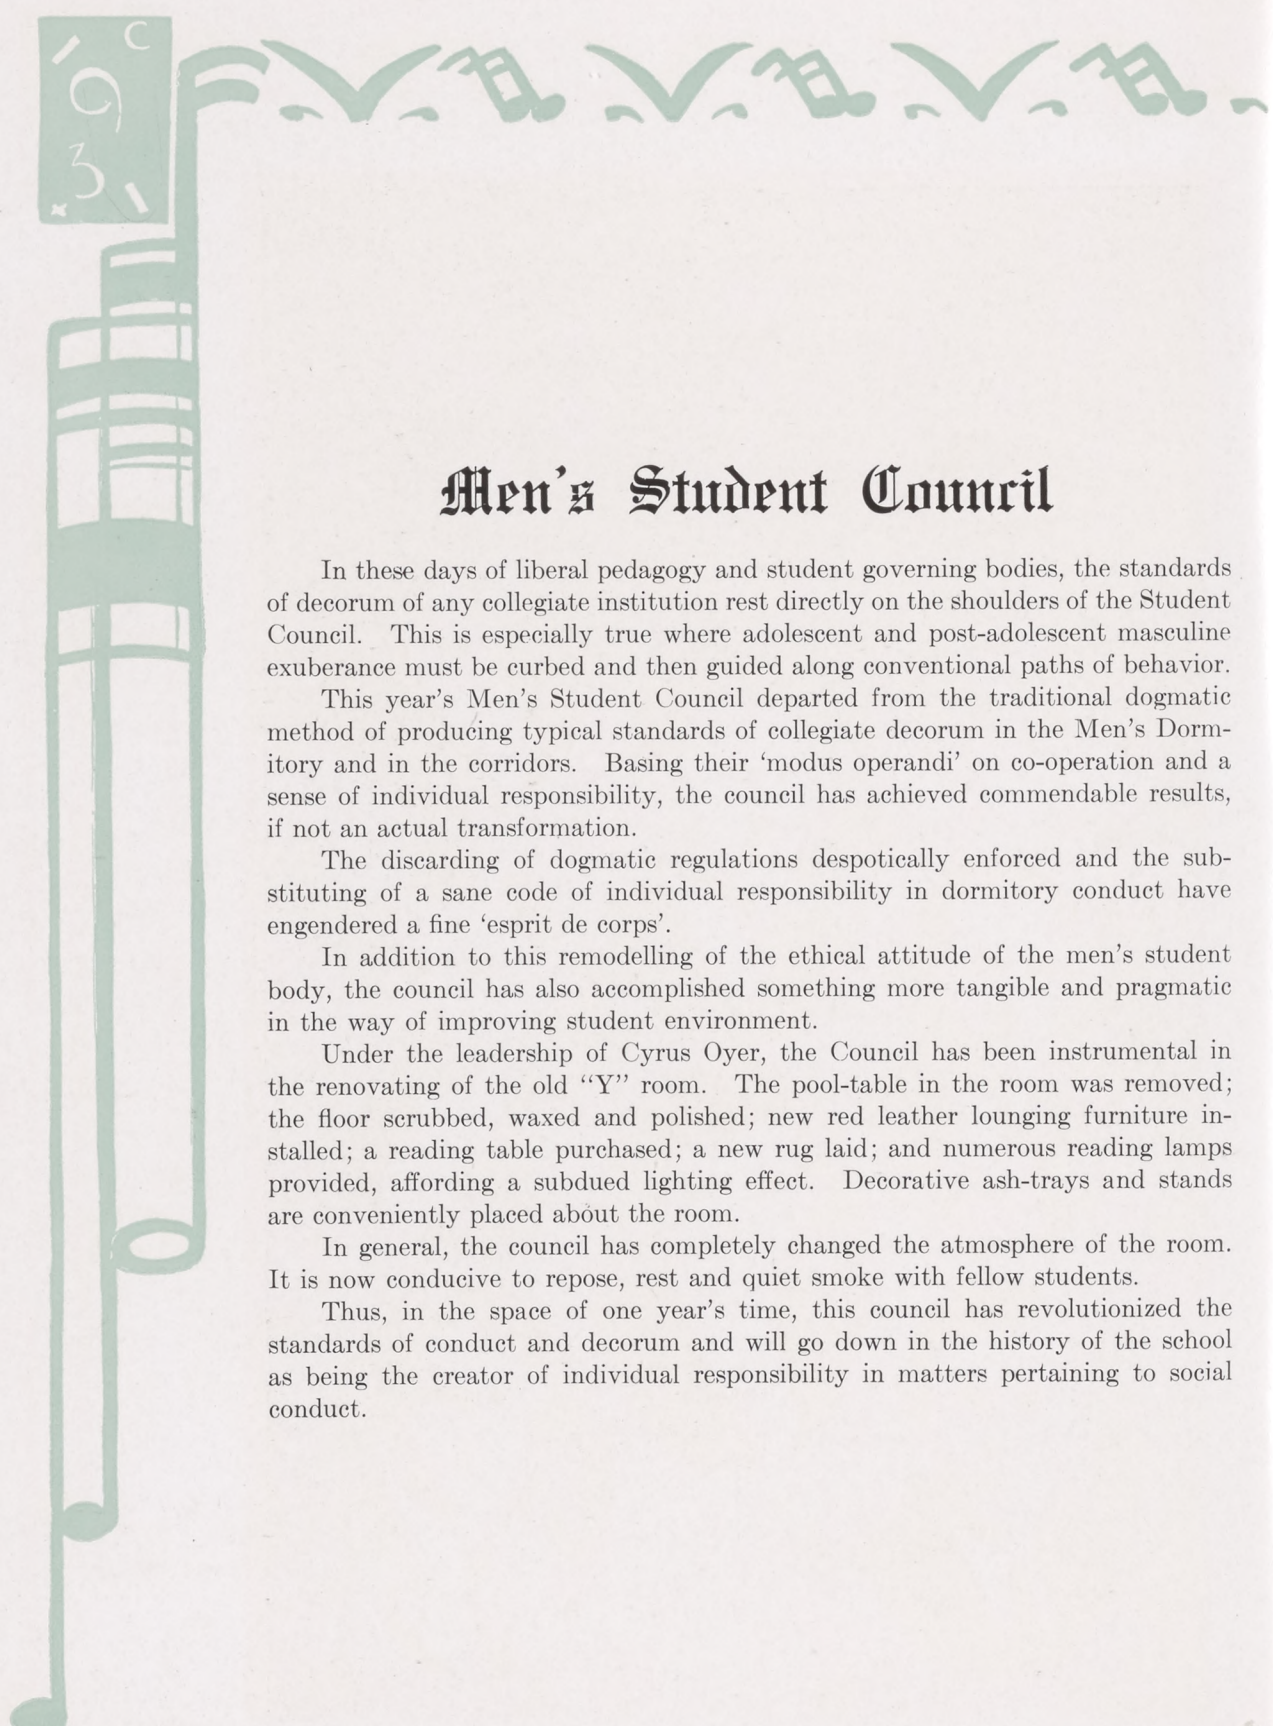 C
1
9
3
1
Men's Student Council
In these days of liberal pedagogy and student governing bodies, the standards
of decorum of any collegiate institution rest directly on the shoulders of the Student
Council. This is especially true where adolescent and post-adolescent masculine
exuberance must be curbed and then guided along conventional paths of behavior.
This year's Men's Student Council departed from the traditional dogmatic
method of producing typical standards of collegiate decorum in the Men's Dorm-
itory and in the corridors. Basing their 'modus operandi' on co-operation and a
sense of individual responsibility, the council has achieved commendable results,
if not an actual transformation.
The discarding of dogmatic regulations despotically enforced and the sub-
stituting of a sane code of individual responsibility in dormitory conduct have
engendered a fine 'esprit de corps'.
In addition to this remodelling of the ethical attitude of the men's student
body, the council has also accomplished something more tangible and pragmatic
in the way of improving student environment.
Under the leadership of Cyrus Oyer, the Council has been instrumental in
the renovating of the old "Y" room. The pool-table in the room was removed;
the floor scrubbed, waxed and polished; new red leather lounging furniture in-
stalled; a reading table purchased; a new rug laid; and numerous reading lamps
provided, affording a subdued lighting effect. Decorative ash-trays and stands
are conveniently placed about the room.
In general, the council has completely changed the atmosphere of the room.
It is now conducive to repose, rest and quiet smoke with fellow students.
Thus, in the space of one year's time, this council has revolutionized the
standards of conduct and decorum and will go down in the history of the school
as being the creator of individual responsibility in matters pertaining to social
conduct.